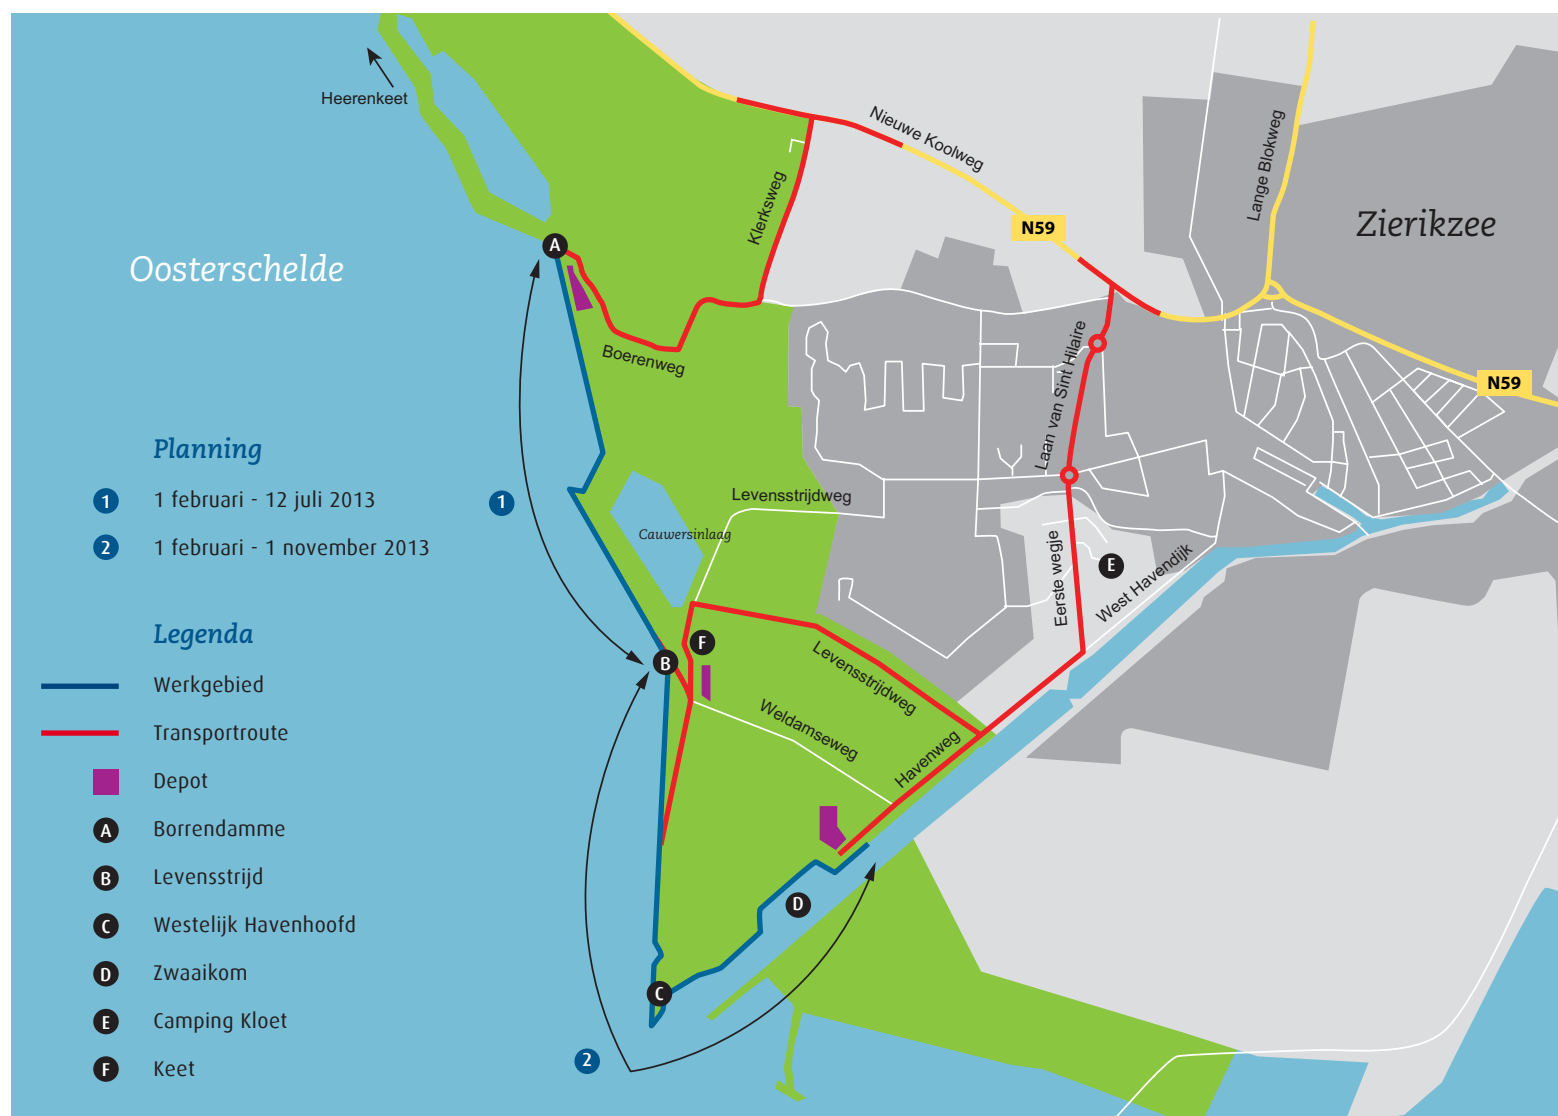 Heerenkeet
Nieuwe Koolweg
Lange Blokweg
Klerksweg
N59
Zierikzee
A
Oosterschelde
Boerenweg
Laan van Sint Hilaire
N59
Planning
1 1 februari - 12 juli 2013
2 1 februari - 1 november 2013
1
Levensstrijdweg
Cauwersinlaag
Eerste wegje
E
West Havendijk
Legenda
Werkgebied
Transportroute
Depot
A Borrendamme
B Levensstrijd
C Westelijk Havenhoofd
D Zwaaikom
E Camping Kloet
F Keet
F
B
Levensstrijdweg
Weldamseweg
Havenweg
D
C
2